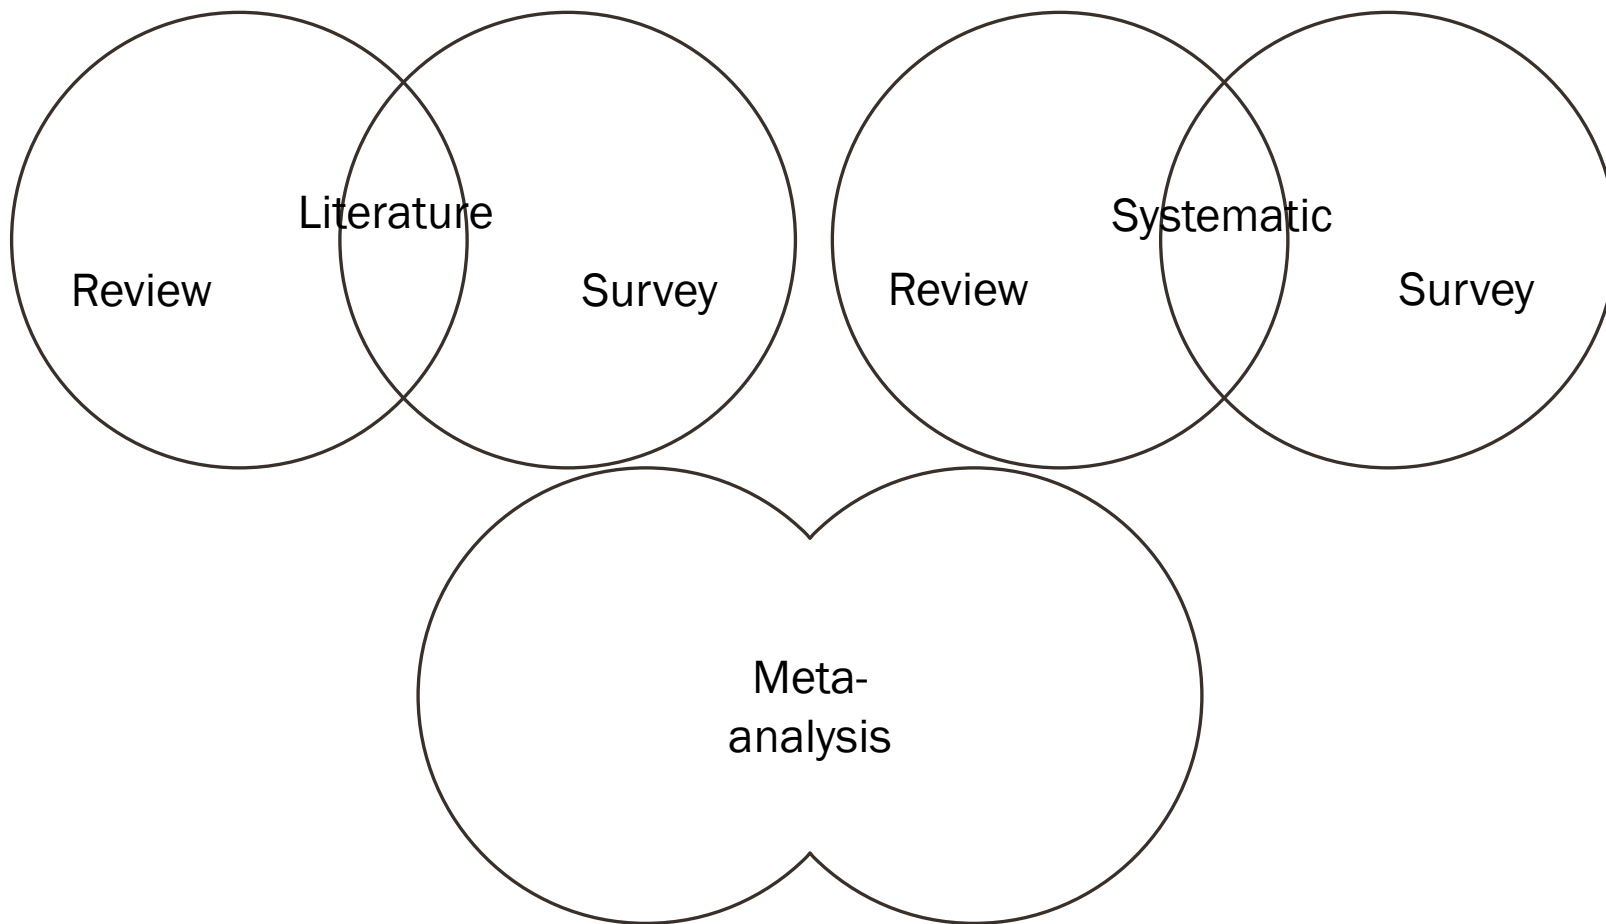 Literature
Review
Survey
Systematic
Review
Survey
Meta-
analysis